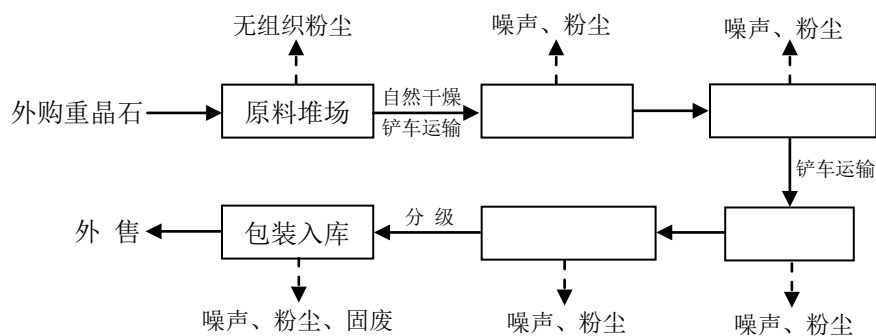 无组织粉尘
噪声、粉尘
噪声、粉尘
外购重晶石
原料堆场
自然干燥
铲车运输
铲车运输
外 售
包装入库
分 级
噪声、粉尘、固废
噪声、粉尘
噪声、粉尘